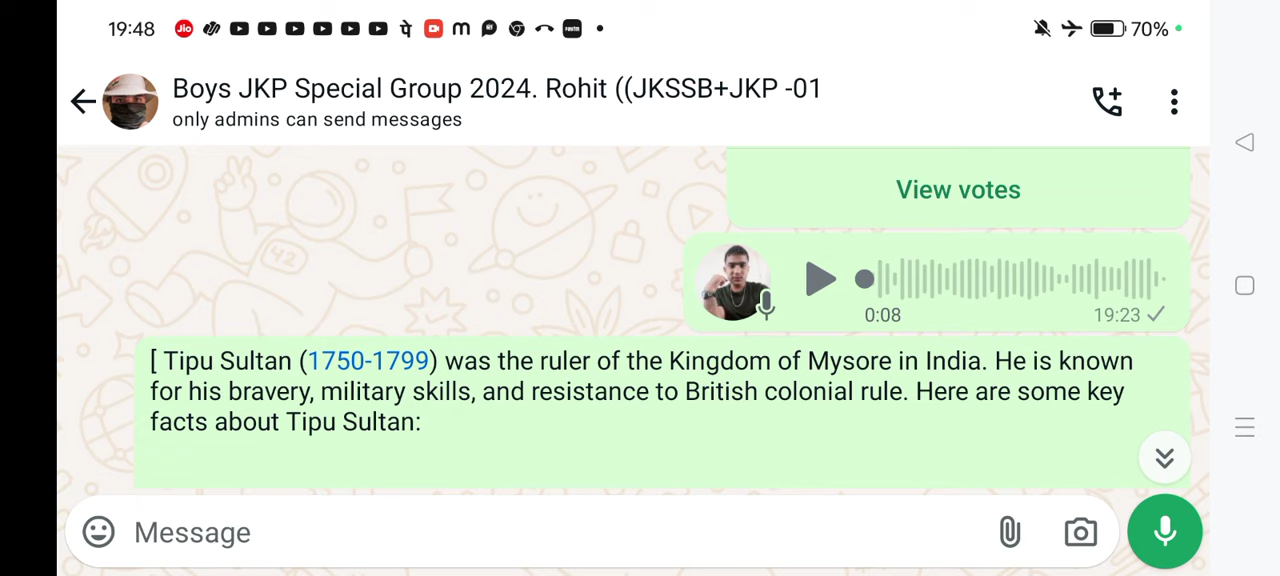 19:48 70%
Boys JKP Special Group 2024. Rohit ((JKSSB+JKP -01
only admins can send messages
View votes
0:08 19:23
[ Tipu Sultan (1750-1799) was the ruler of the Kingdom of Mysore in India. He is known
for his bravery, military skills, and resistance to British colonial rule. Here are some key
facts about Tipu Sultan:
Message